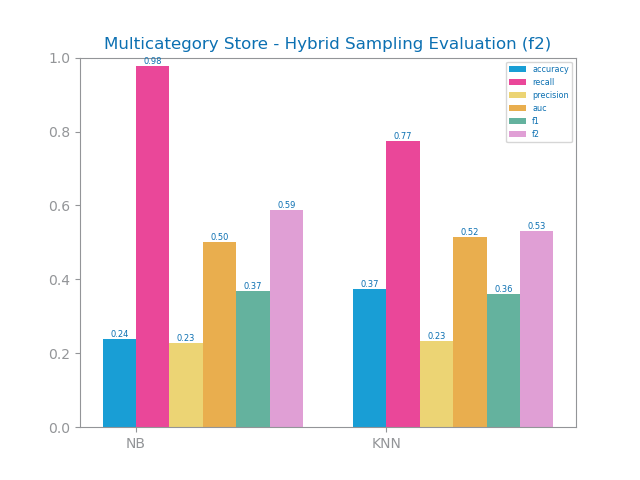 Multicategory Store - Hybrid Sampling Evaluation (f2)
1.0
0.8
0.6
0.4
0.2
0.0
0.24
0.98
0.23
0.50
0.37
0.59
0.37
0.77
0.23
0.52
0.36
0.53
accuracy
recall
precision
auc
f1
f2
NB
KNN